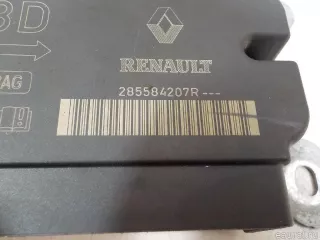 3D
RENAULT
285584207R---
AG